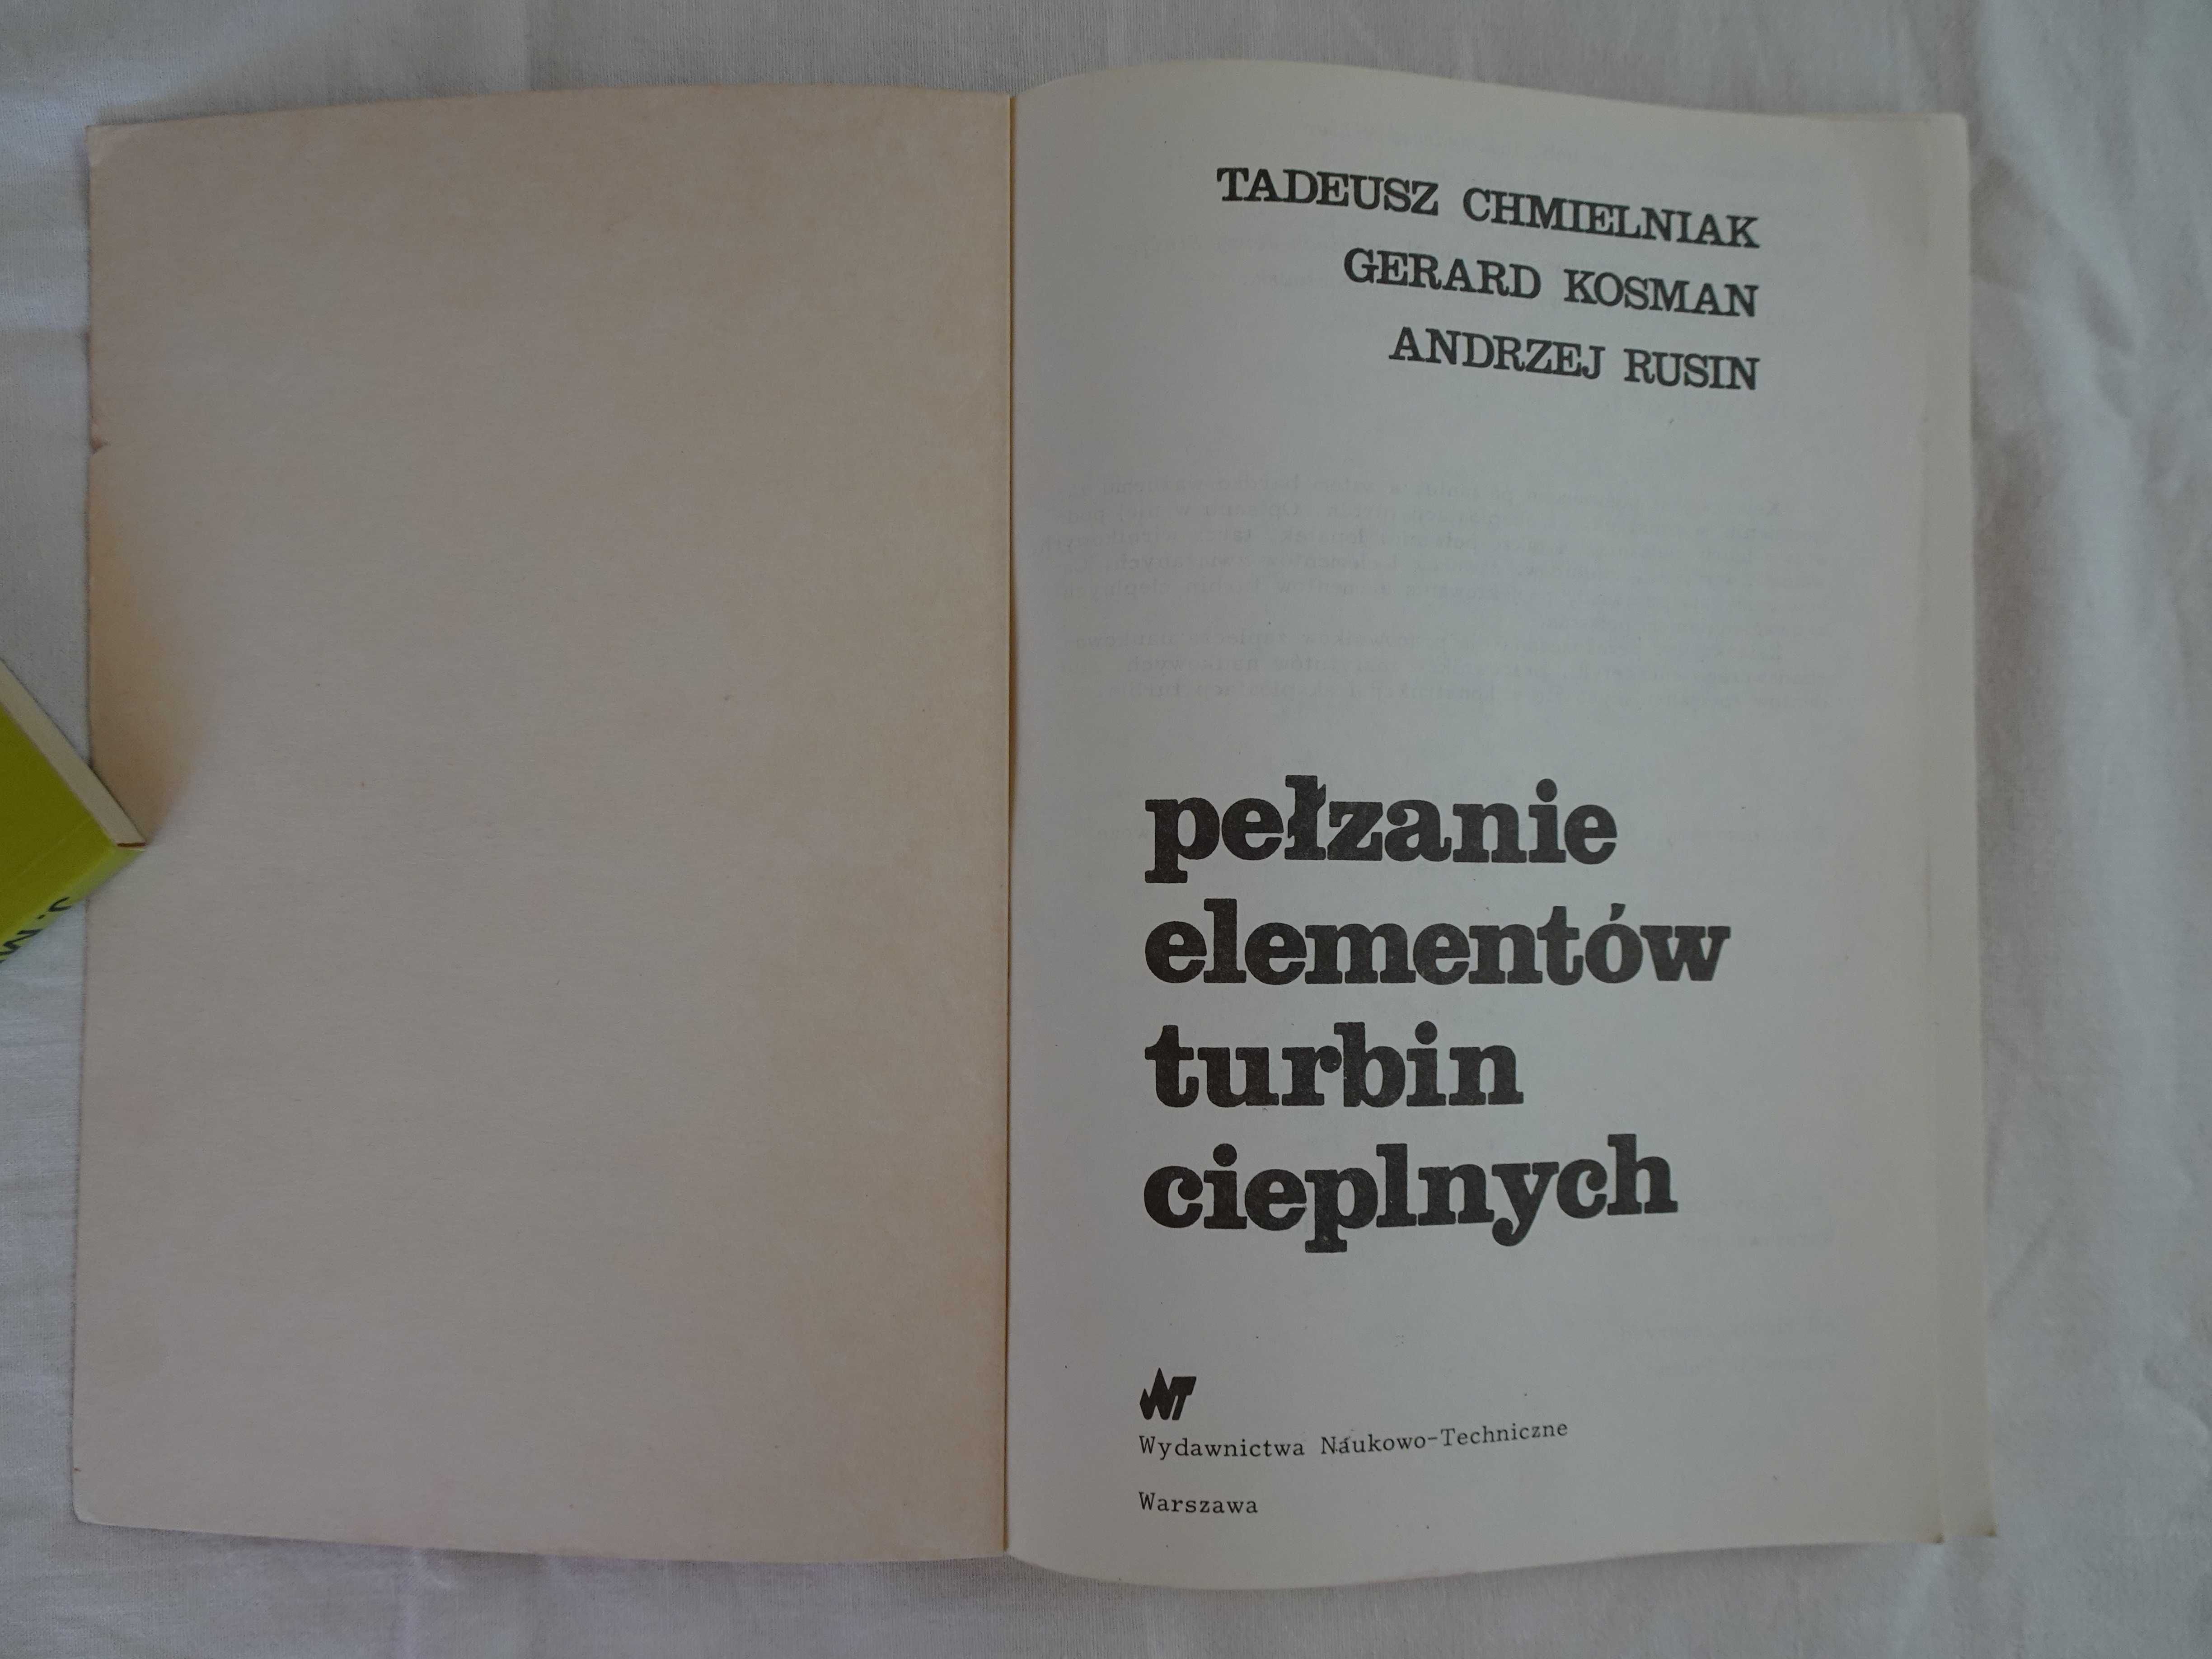 TADEUSZ CHMIELNIAK
GERARD KOSMAN
ANDRZEJ RUSIN
pełzanie
elementów
turbin
cieplnych
WNT
Wydawnictwa Naukowo-Techniczne
Warszawa